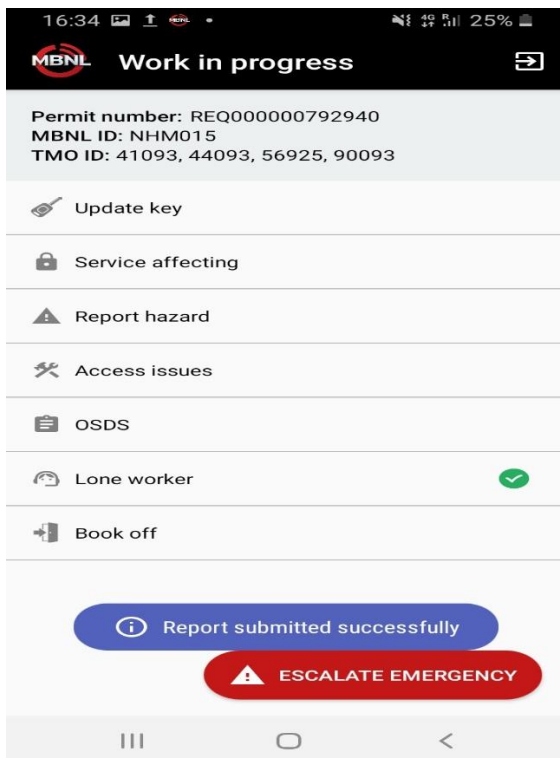 16:34 25%
MBNL Work in progress
Permit number: REQ000000792940
MBNL ID: NHM015
TMO ID: 41093, 44093, 56925, 90093
Update key
Service affecting
Report hazard
Access issues
OSDS
Lone worker
Book off
Report submitted successfully
ESCALATE EMERGENCY